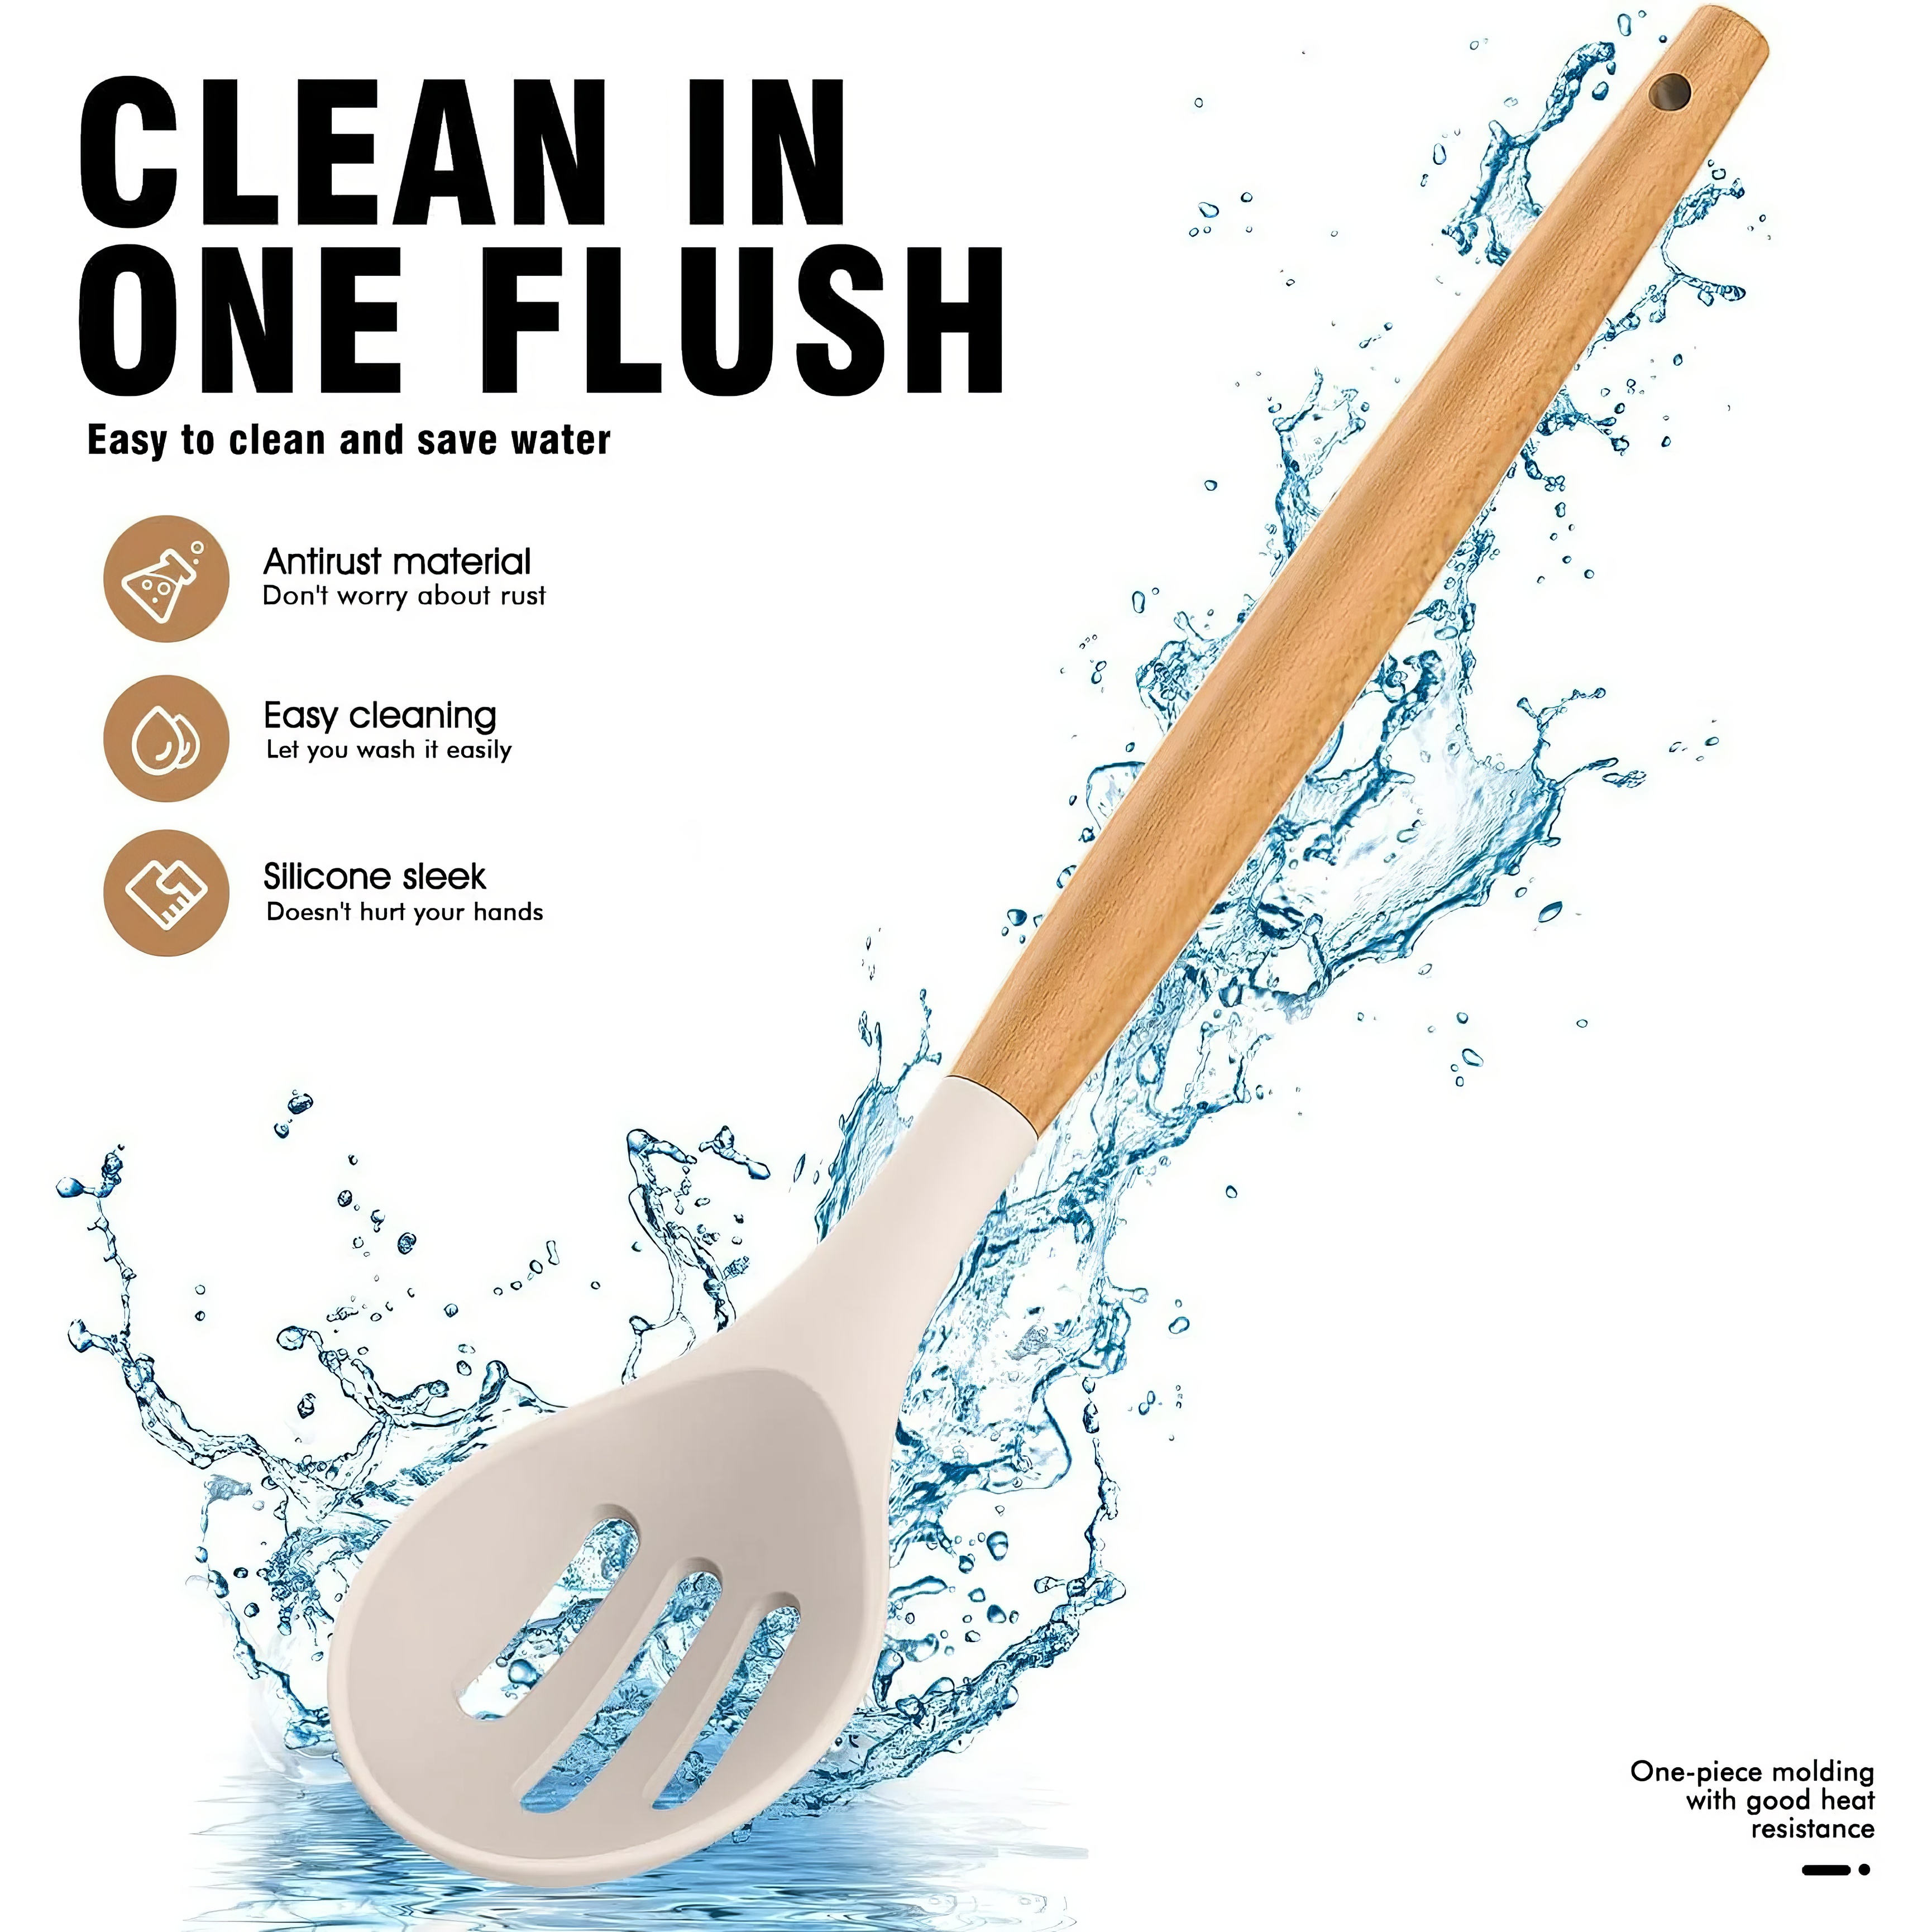 CLEAN IN
ONE FLUSH
Easy to clean and save water
Antirust material
Don't worry about rust
Easy cleaning
Let you wash it easily
Silicone sleek
Doesn't hurt your hands
One-piece molding
with good heat
resistance